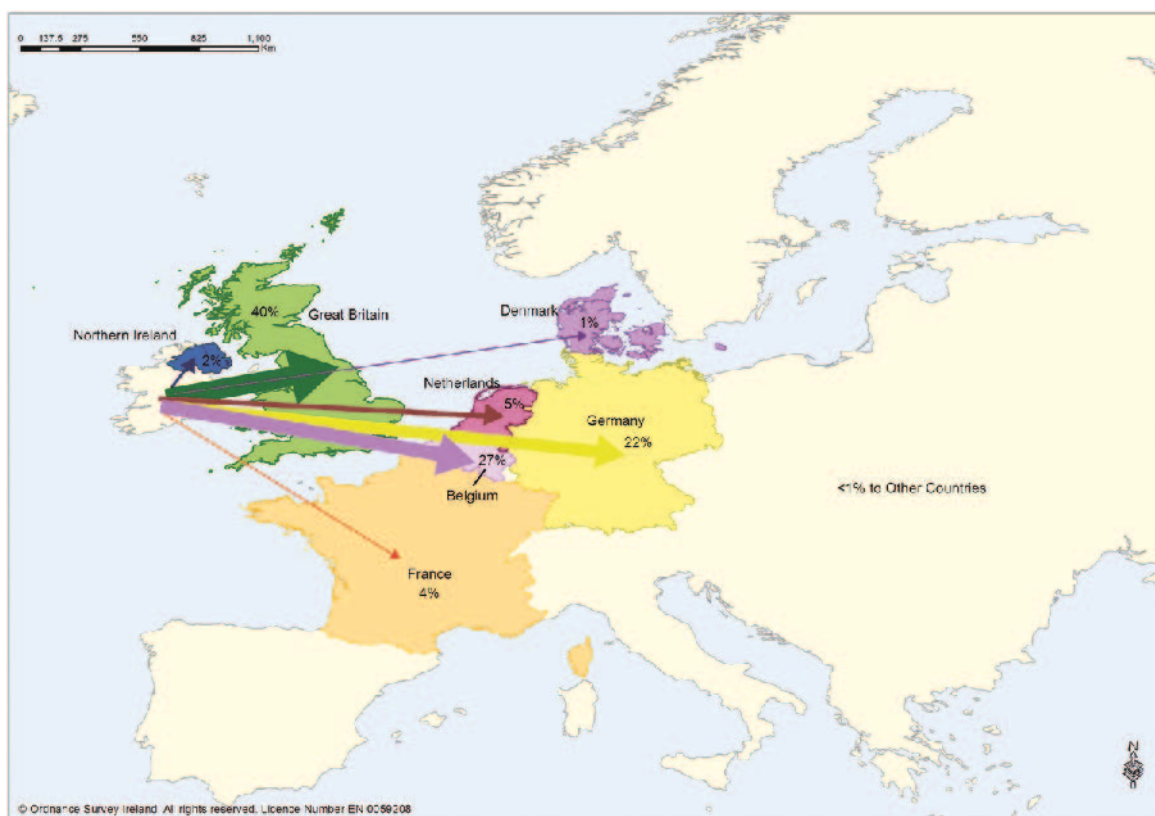 0 137.5 275 550 825 1,100
Km
40%
Great Britain
Northern Ireland
2%
Denmark
1%
Netherlands
5%
Germany
22%
27%
Belgium
<1% to Other Countries
France
4%
N
© Ordnance Survey Ireland. All rights reserved. Licence Number EN 0059208